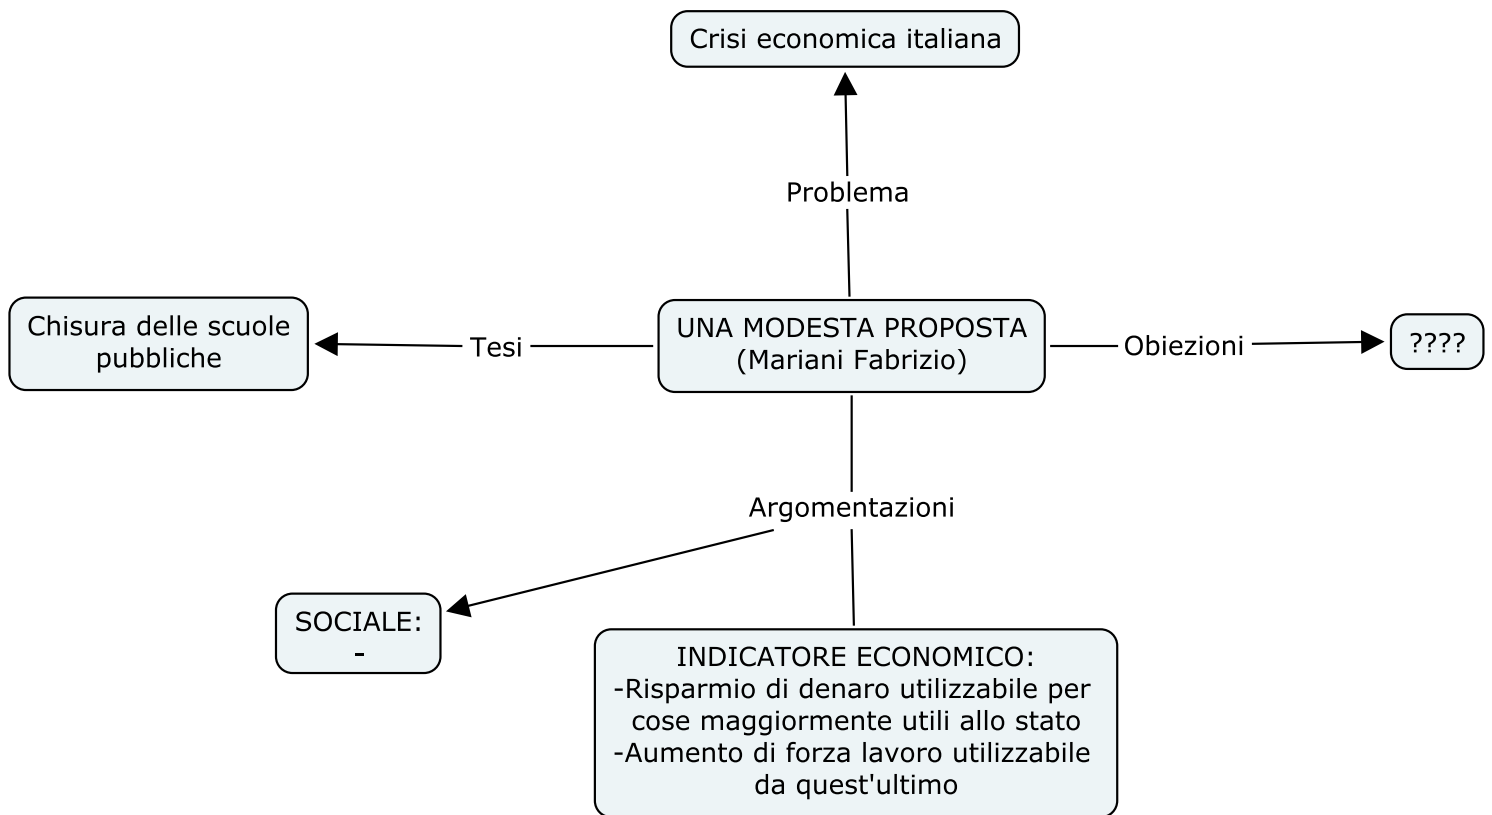 Crisi economica italiana
Problema
Chisura delle scuole
pubbliche
Tesi
UNA MODESTA PROPOSTA
(Mariani Fabrizio)
Obiezioni
????
Argomentazioni
SOCIALE:
-
INDICATORE ECONOMICO:
-Risparmio di denaro utilizzabile per
cose maggiormente utili allo stato
-Aumento di forza lavoro utilizzabile
da quest'ultimo